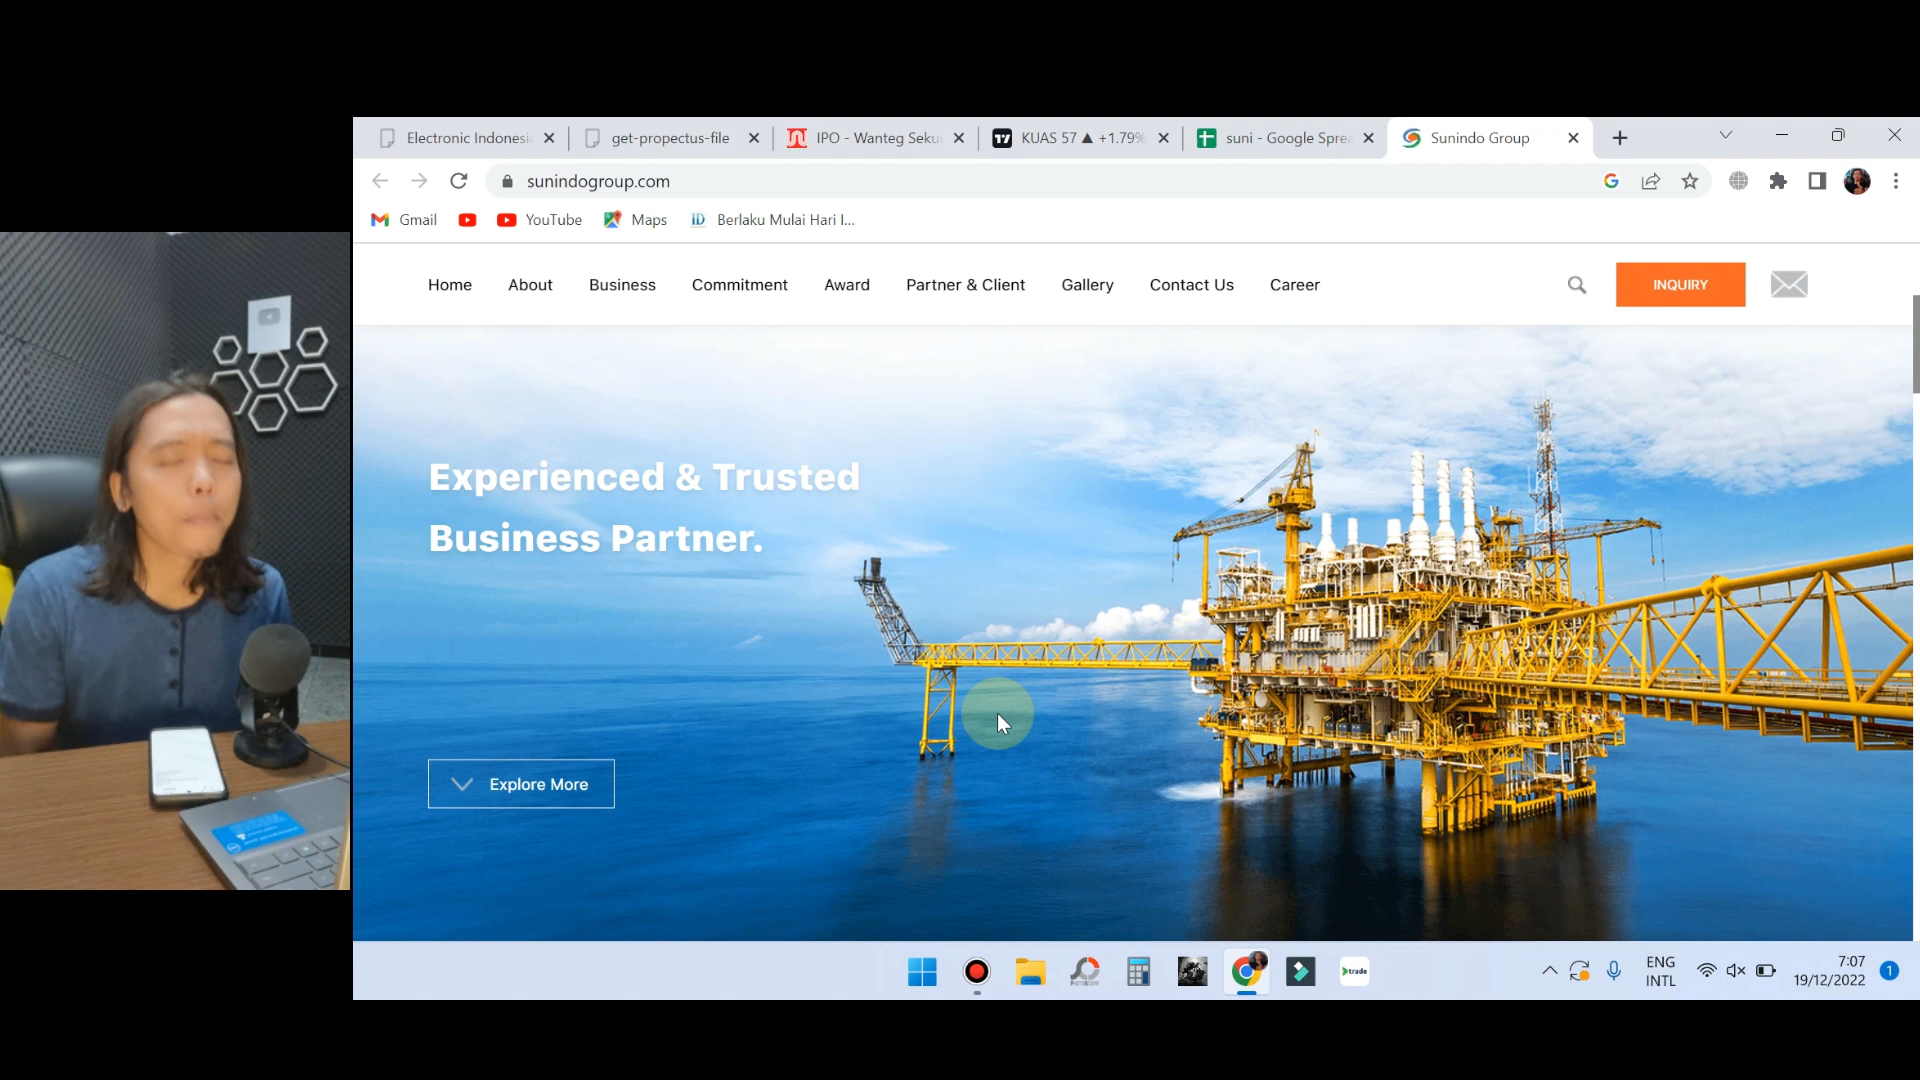 Electronic Indonesi
get-propectus-file
IPO - Wanteg Seku
KUAS 57 ▲ +1.79%
suni - Google Sprea
Sunindo Group
sunindogroup.com
Gmail
YouTube
Maps
Berlaku Mulai Hari I...
Home
About
Business
Commitment
Award
Partner & Client
Gallery
Contact Us
Career
INQUIRY
Experienced & Trusted
Business Partner.
Explore More
trade
ENG
INTL
7:07
19/12/2022
1